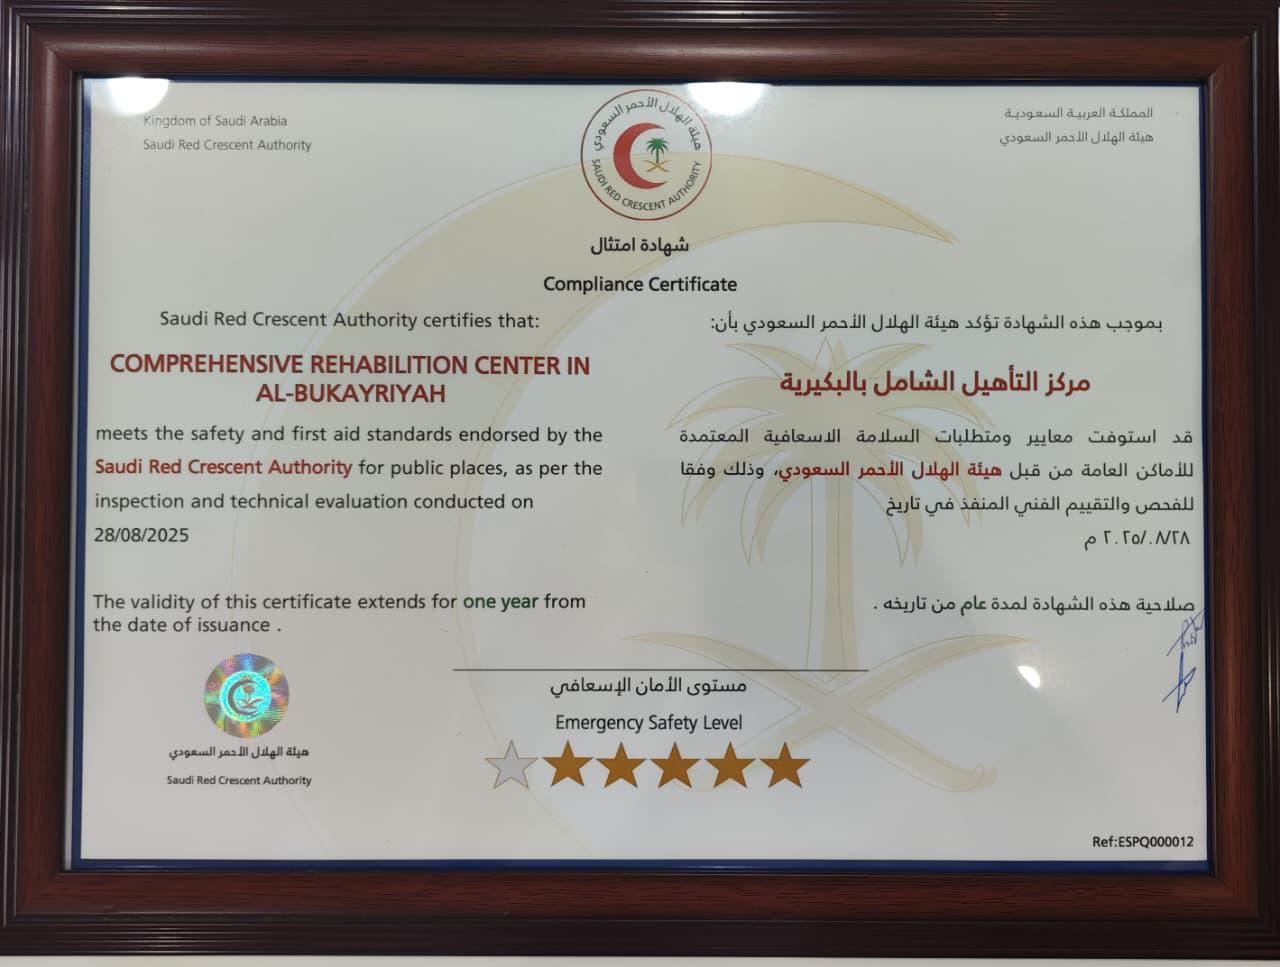 Kingdom of Saudi Arabia
Saudi Red Crescent Authority
المملكة العربية السعودية
هيئة الهلال الأحمر السعودي
هيئة الهلال الأحمر السعودي
SAUDI RED CRESCENT AUTHORITY
شهادة امتثال
Compliance Certificate
Saudi Red Crescent Authority certifies that:
COMPREHENSIVE REHABILITION CENTER IN
AL-BUKAYRIYAH
meets the safety and first aid standards endorsed by the
Saudi Red Crescent Authority for public places, as per the
inspection and technical evaluation conducted on
28/08/2025
The validity of this certificate extends for one year from
the date of issuance .
بموجب هذه الشهادة تؤكد هيئة الهلال الأحمر السعودي بأن:
مركز التأهيل الشامل بالبكيرية
قد استوفت معايير ومتطلبات السلامة الاسعافية المعتمدة
للأماكن العامة من قبل هيئة الهلال الأحمر السعودي، وذلك وفقا
للفحص والتقييم الفني المنفذ في تاريخ
٢٠٢٥/٠٨/٢٨ م
صلاحية هذه الشهادة لمدة عام من تاريخه .
هيئة الهلال الأحمر السعودي
Saudi Red Crescent Authority
مستوى الأمان الإسعافي
Emergency Safety Level
Ref:ESPQ000012